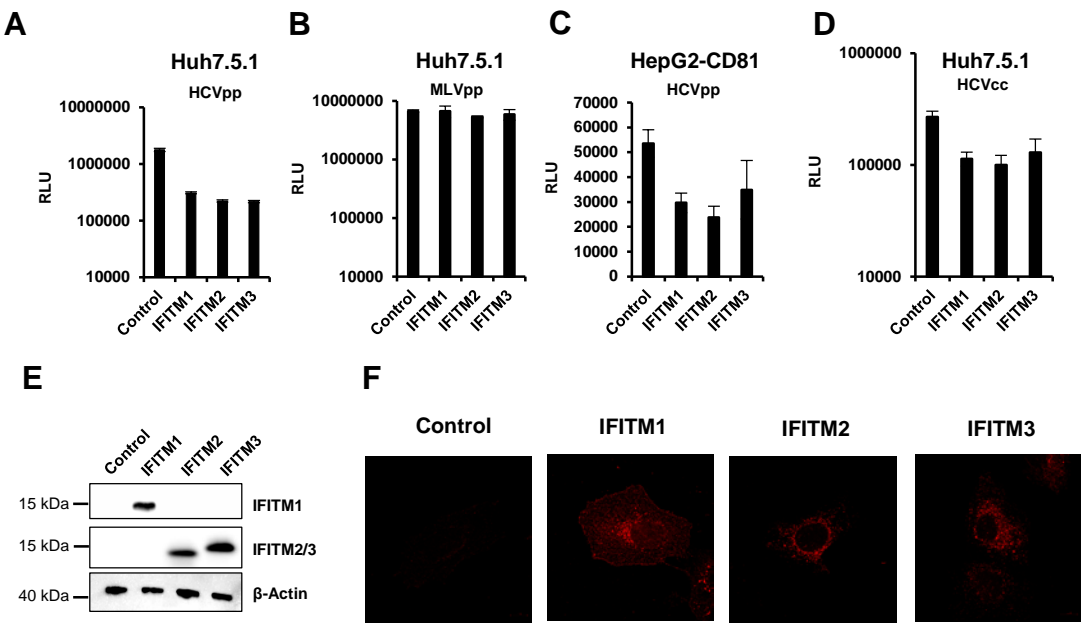 A
Huh7.5.1
HCVpp
RLU
10000000
1000000
100000
10000
Control
IFITM1
IFITM2
IFITM3
B
Huh7.5.1
MLVpp
RLU
10000000
1000000
100000
10000
Control
IFITM1
IFITM2
IFITM3
C
HepG2-CD81
HCVpp
RLU
70000
60000
50000
40000
30000
20000
10000
0
Control
IFITM1
IFITM2
IFITM3
D
Huh7.5.1
HCVcc
RLU
1000000
100000
10000
Control
IFITM1
IFITM2
IFITM3
E
Control
IFITM1
IFITM2
IFITM3
15 kDa
IFITM1
15 kDa
IFITM2/3
40 kDa
β-Actin
F
Control
IFITM1
IFITM2
IFITM3